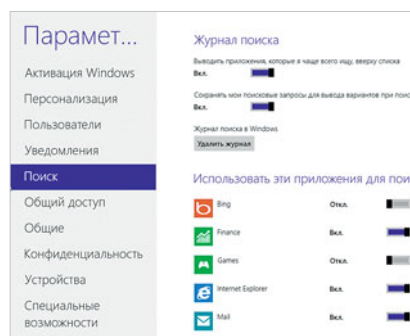 Парамет...
Активация Windows
Персонализация
Пользователи
Уведомления
Поиск
Общий доступ
Общие
Конфиденциальность
Устройства
Специальные
возможности
Журнал поиска
Выводить приложения, которые я чаще всего ищу, вверху списка
Вкл.
Сохранять мои поисковые запросы для вывода вариантов при поис
Вкл.
Журнал поиска в Windows
Удалить журнал
Использовать эти приложения для пои
Bing Откл.
Finance Вкл.
Games Откл.
Internet Explorer Вкл.
Mail Вкл.